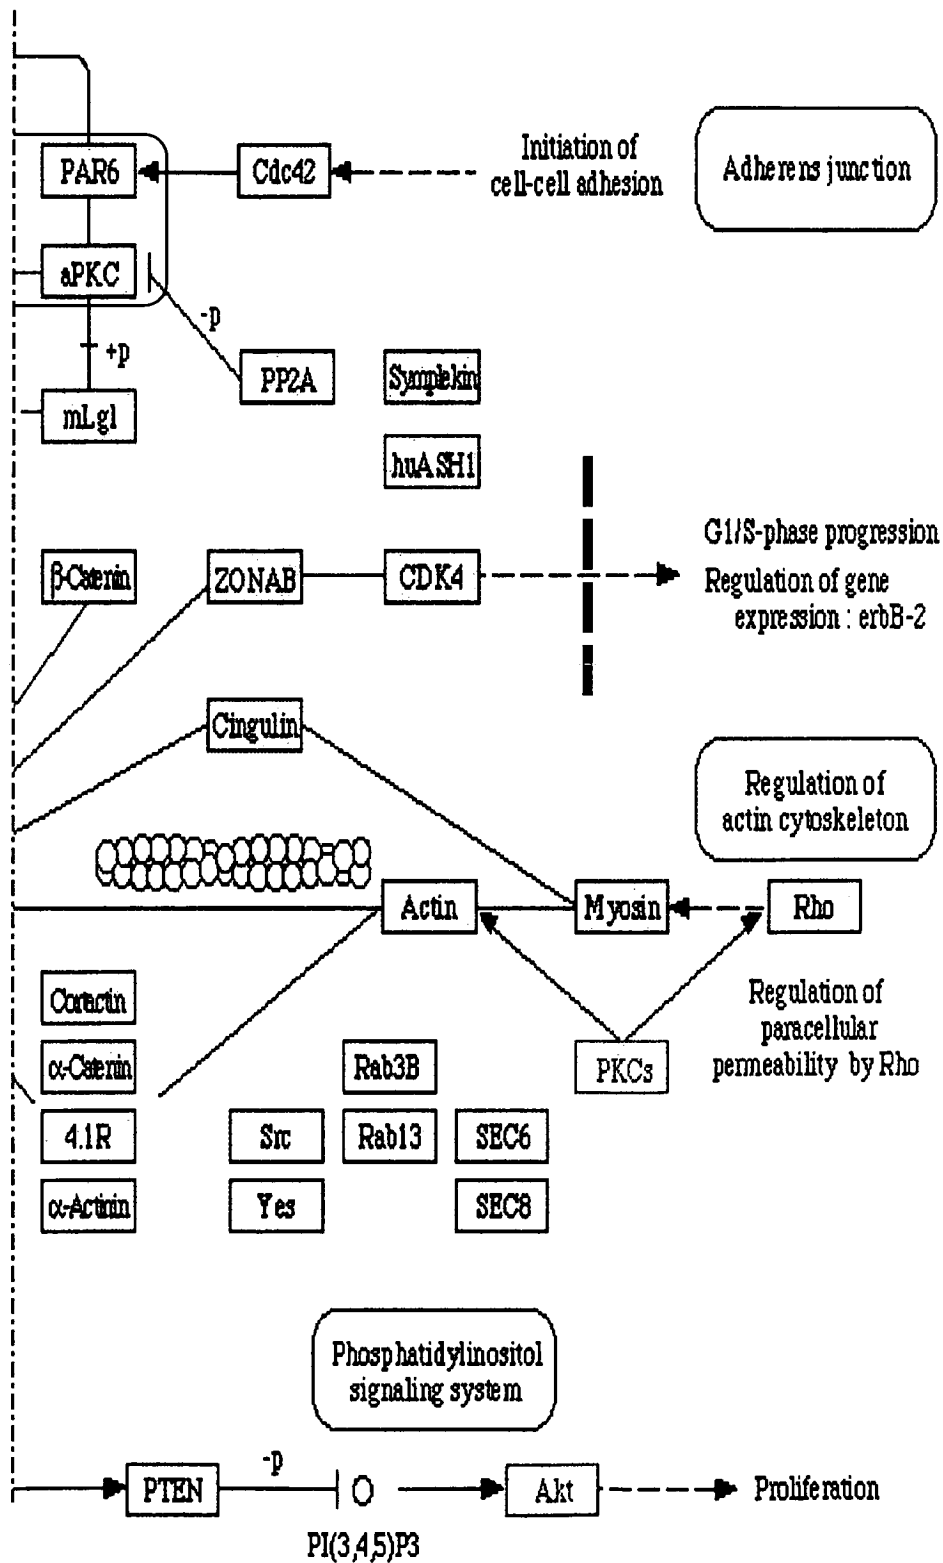 Initiation of
cell-cell adhesion
Adherens junction
PAR6
Cdc42
aPKC
-p
+p
PP2A
Symplekin
mLgl
huASH1
G1/S-phase progression
β-Catenin
ZONAB
CDK4
Regulation of gene
expression : erbB-2
Cingulin
Regulation of
actin cytoskeleton
Actin
Myosin
Rho
Cortactin
Regulation of
paracellular
permeability by Rho
α-Catenin
Rab3B
PKCs
4.1R
Src
Rab13
SEC6
α-Actinin
Yes
SEC8
Phosphatidylinositol
signaling system
-p
PTEN
Akt
Proliferation
PI(3,4,5)P3